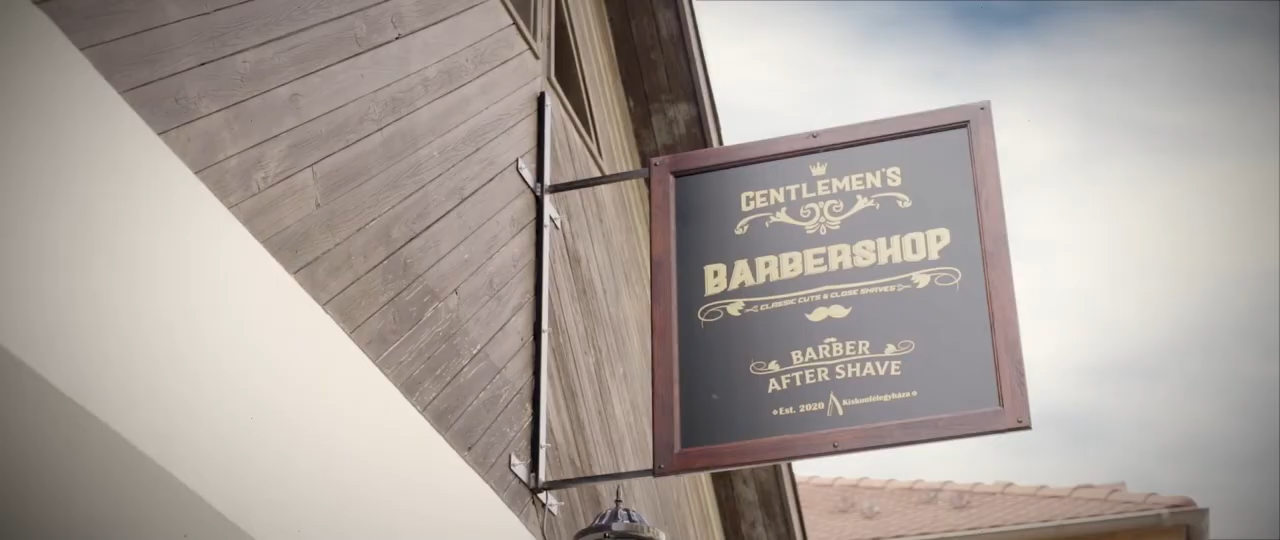 GENTLEMEN'S
BARBERSHOP
CLASSIC CUTS & CLOSE SHAVES
BARBER
AFTER SHAVE
Est. 2020 Kiskunfélegyháza